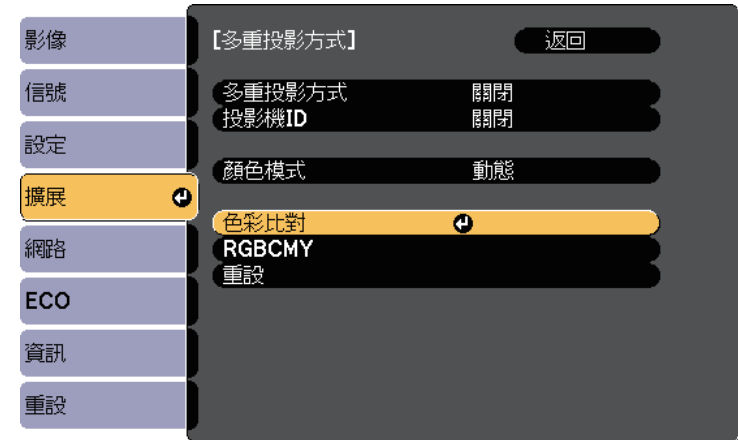 影像
信號
設定
擴展
網路
ECO
資訊
重設
[多重投影方式] 返回
多重投影方式 關閉
投影機ID 關閉
顏色模式 動態
色彩比對
RGBCMY
重設